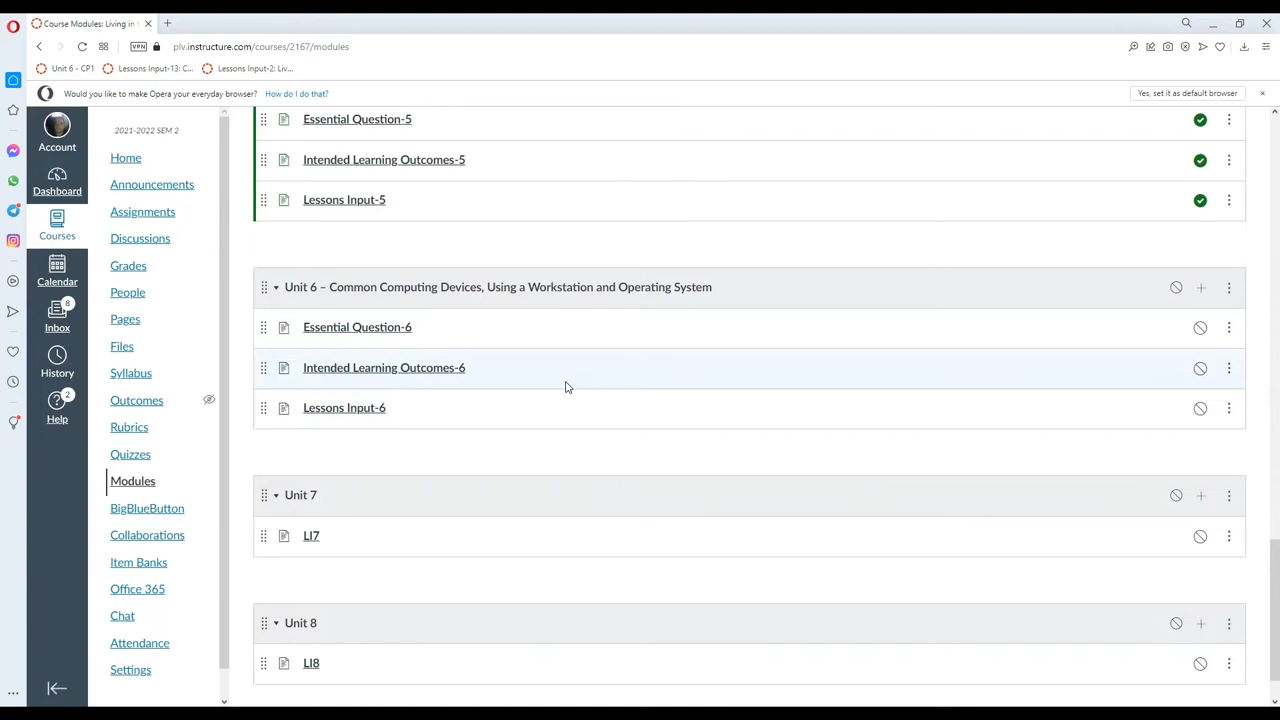 Course Modules: Living in
plv.instructure.com/courses/2167/modules
VPN
Unit 6 - CP1
Lessons Input-13: C...
Lessons Input-2: Liv...
Would you like to make Opera your everyday browser?
How do I do that?
Yes, set it as default browser
Account
Dashboard
Courses
Calendar
8
Inbox
History
2
Help
2021-2022 SEM 2
Home
Announcements
Assignments
Discussions
Grades
People
Pages
Files
Syllabus
Outcomes
Rubrics
Quizzes
Modules
BigBlueButton
Collaborations
Item Banks
Office 365
Chat
Attendance
Settings
Essential Question-5
Intended Learning Outcomes-5
Lessons Input-5
Unit 6 – Common Computing Devices, Using a Workstation and Operating System
Essential Question-6
Intended Learning Outcomes-6
Lessons Input-6
Unit 7
LI7
Unit 8
LI8